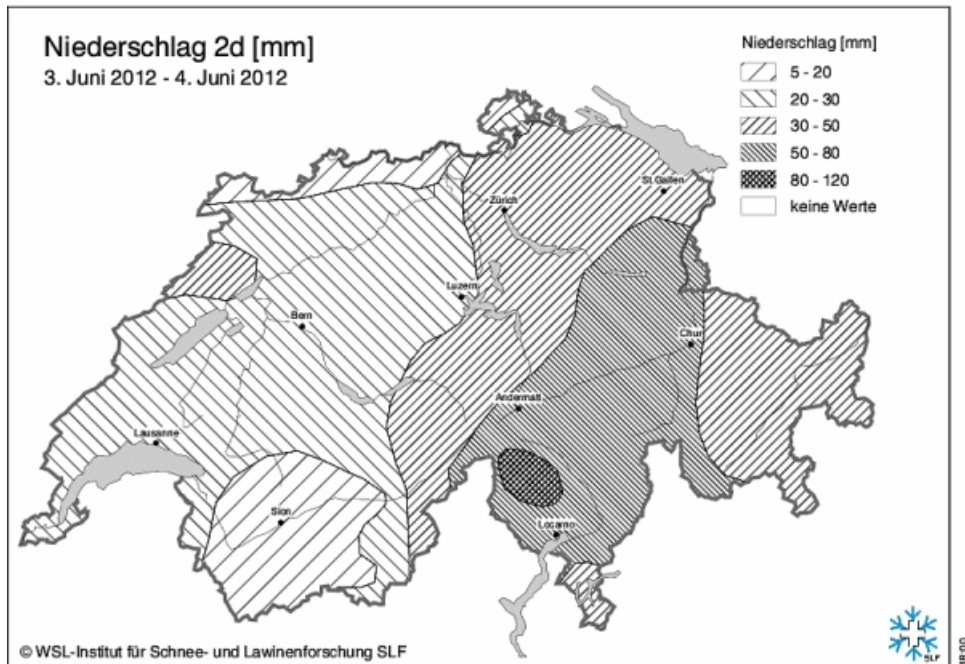 Niederschlag 2d [mm]
3. Juni 2012 - 4. Juni 2012
Niederschlag [mm]
5 - 20
20 - 30
30 - 50
50 - 80
80 - 120
keine Werte
St.Gallen
Zürich
Luzern
Bern
Chur
Andermatt
Lausanne
Sion
Locarno
© WSL-Institut für Schnee- und Lawinenforschung SLF
SLF